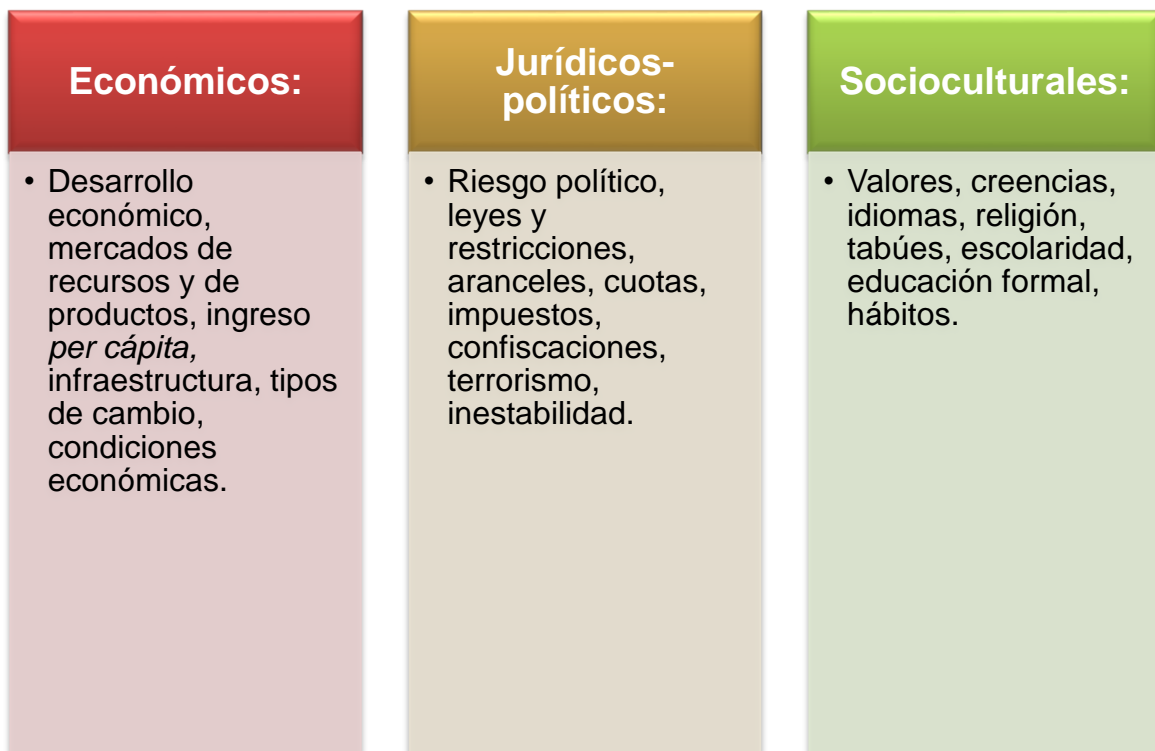 Económicos:
• Desarrollo
económico,
mercados de
recursos y de
productos, ingreso
per cápita,
infraestructura, tipos
de cambio,
condiciones
económicas.
Jurídicos-
políticos:
• Riesgo político,
leyes y
restricciones,
aranceles, cuotas,
impuestos,
confiscaciones,
terrorismo,
inestabilidad.
Socioculturales:
• Valores, creencias,
idiomas, religión,
tabúes, escolaridad,
educación formal,
hábitos.